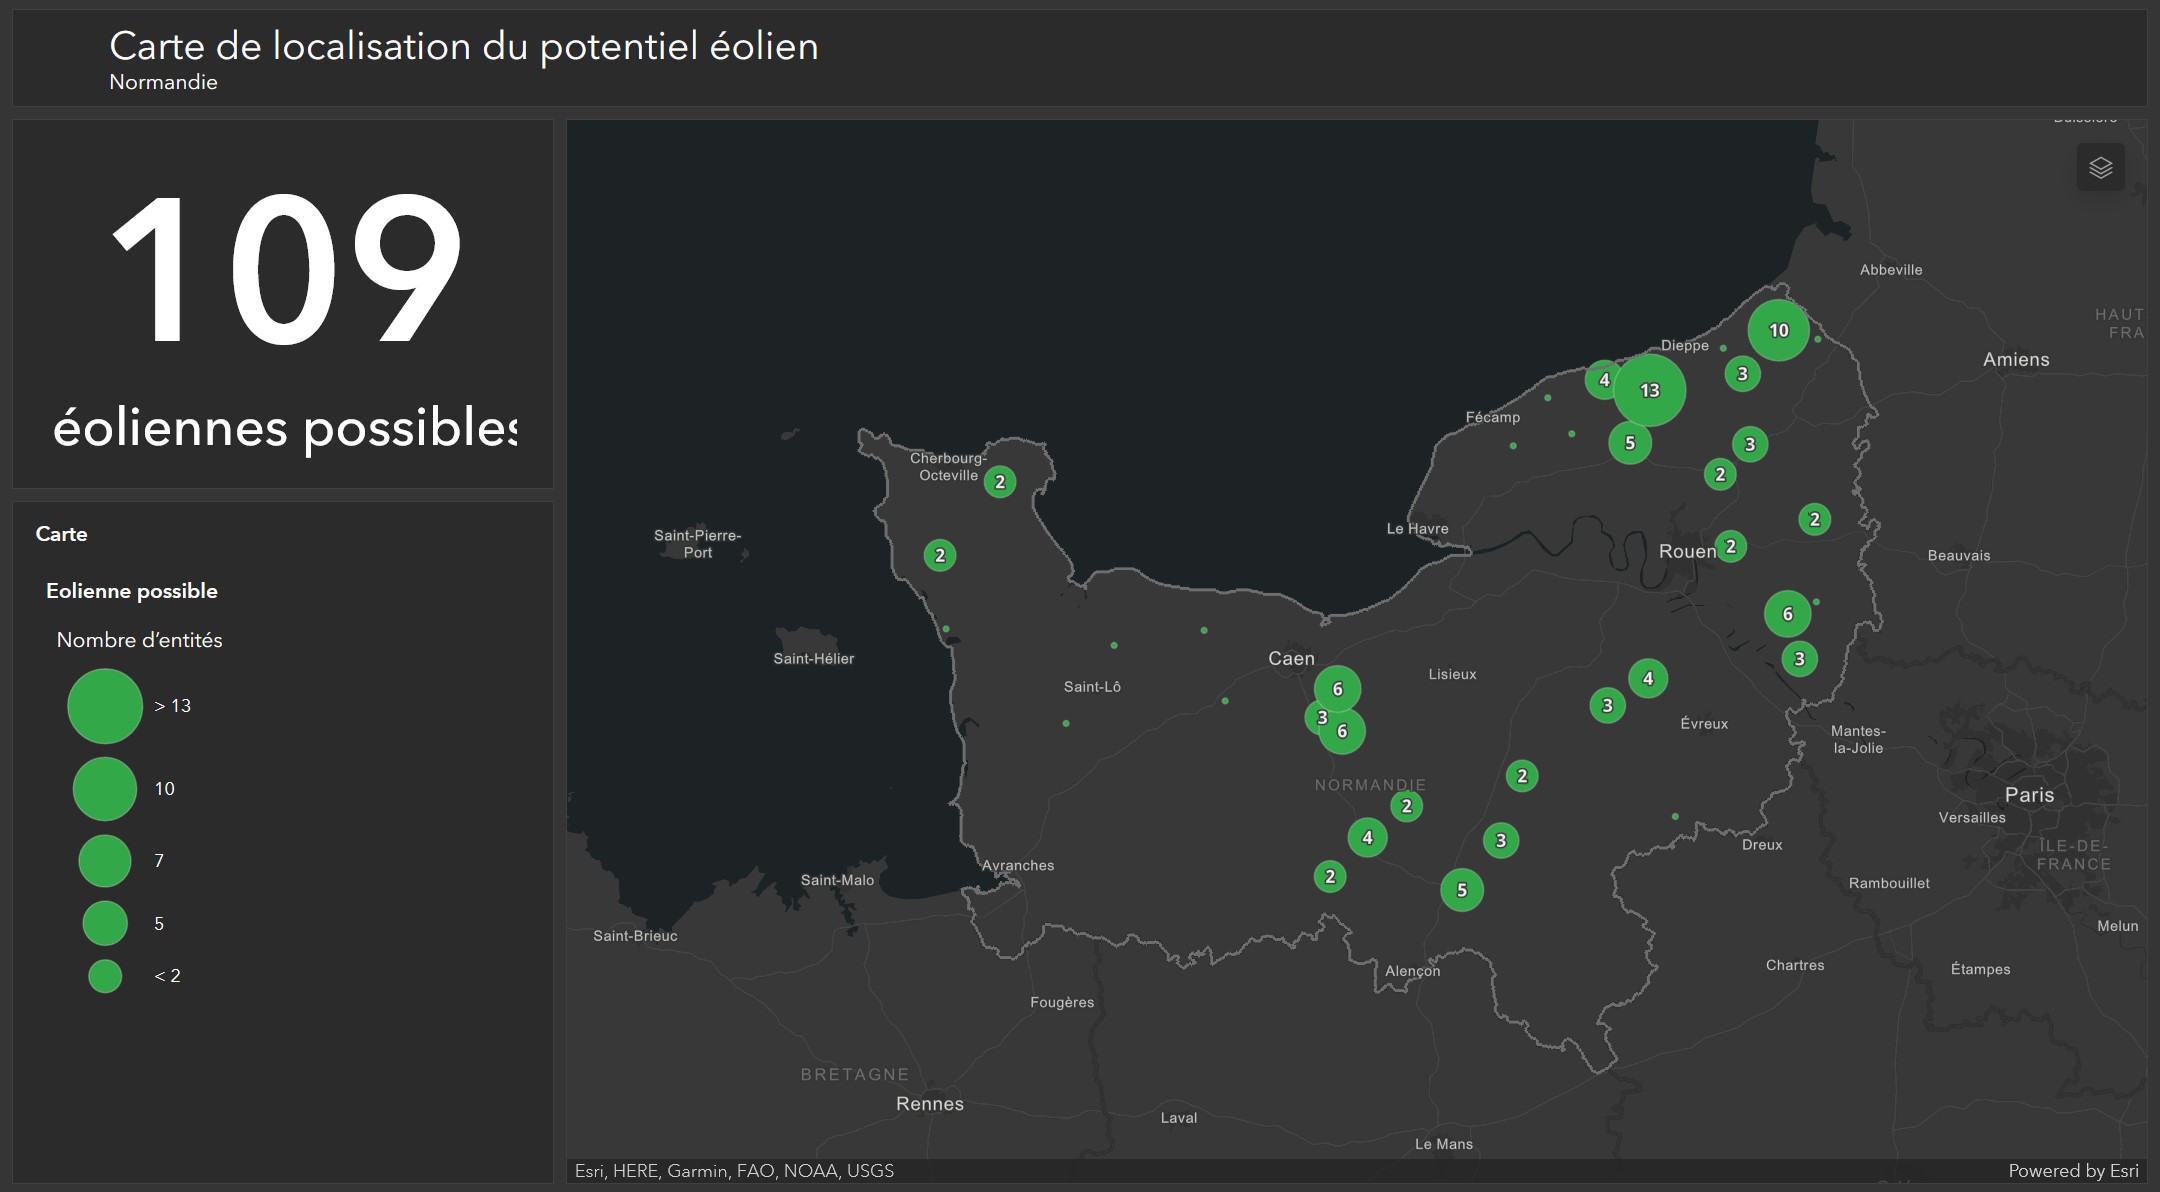 Carte de localisation du potentiel éolien
Normandie
109
éoliennes possibles
Carte
Eolienne possible
Nombre d’entités
> 13
10
7
5
< 2
Abbeville
HAUT
FRA
10
Dieppe
Amiens
4
13
3
Fécamp
5
3
Cherbourg-
Octeville
2
2
Le Havre
2
Saint-Pierre-
Port
2
Rouen
2
Beauvais
6
Saint-Hélier
Caen
3
Saint-Lô
6
Lisieux
4
3
3
6
Évreux
Mantes-
la-Jolie
2
NORMANDIE
2
Paris
Versailles
4
3
Dreux
ÎLE-DE-
FRANCE
Avranches
Saint-Malo
2
5
Rambouillet
Saint-Brieuc
Melun
Alençon
Chartres
Étampes
Fougères
BRETAGNE
Rennes
Laval
Le Mans
Esri, HERE, Garmin, FAO, NOAA, USGS
Powered by Esri